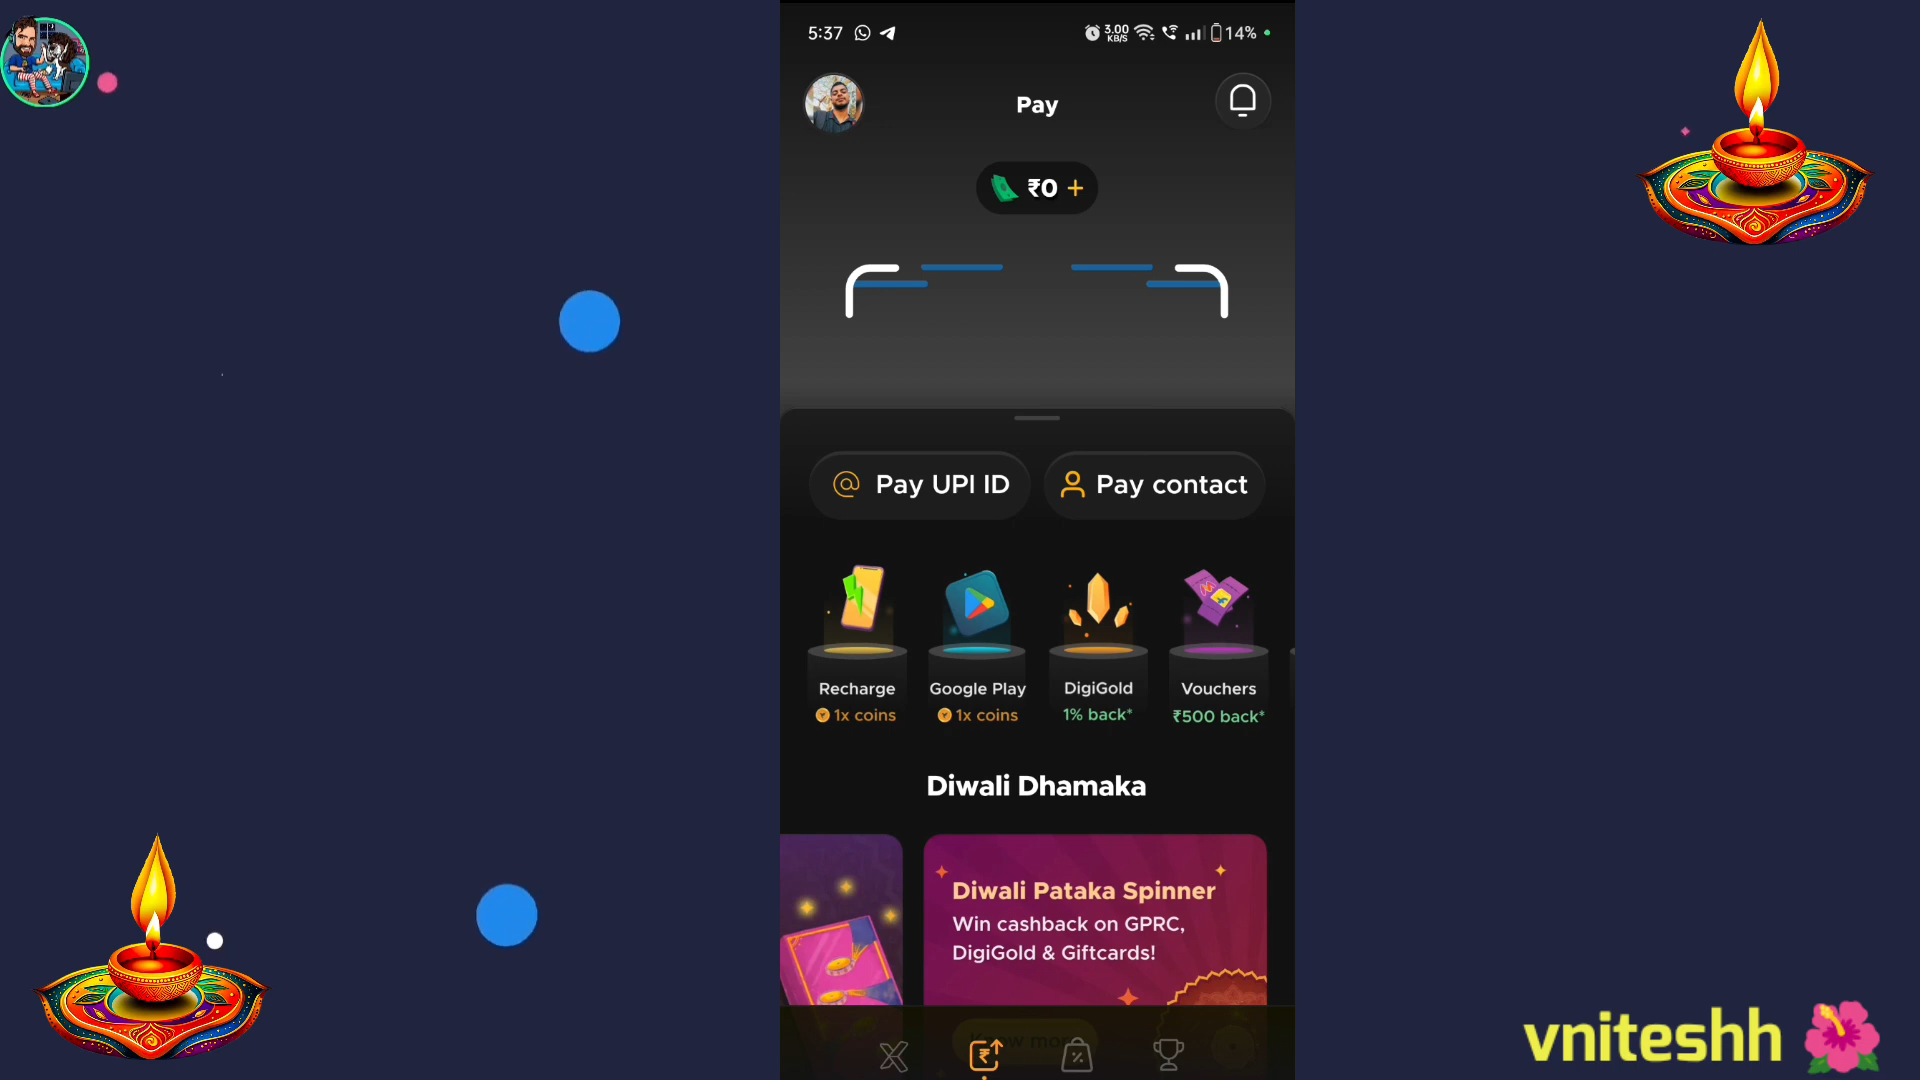 5:37
3.00
KB/S
14%
Pay
₹0 +
Pay UPI ID
Pay contact
Recharge
1x coins
Google Play
1x coins
DigiGold
1% back*
Vouchers
₹500 back*
Diwali Dhamaka
Diwali Pataka Spinner
Win cashback on GPRC,
DigiGold & Giftcards!
Know more
vniteshh